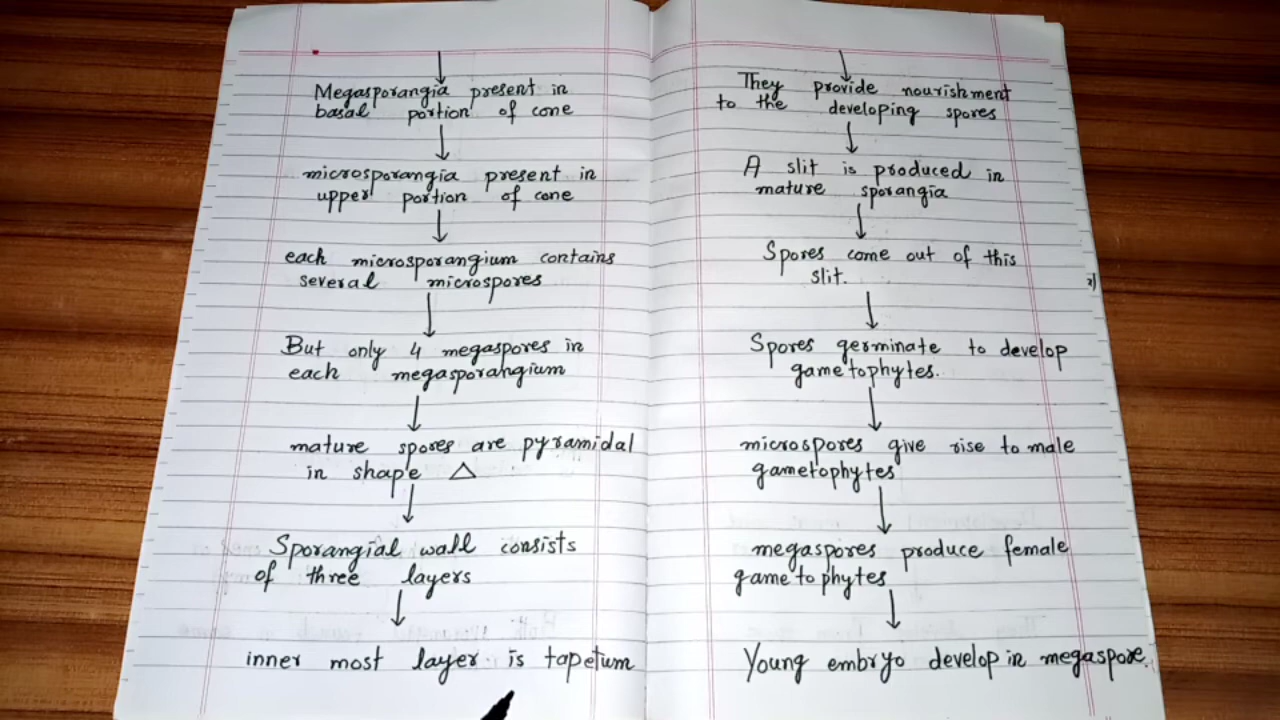 Megasporangia present in
basal portion of cone
microsporangia present in
upper portion of cone
each microsporangium contains
several microspores
But only 4 megaspores in
each megasporangium
mature spores are pyramidal
in shape
Sporangial wall consists
of three layers
inner most layer is tapetum
They provide nourishment
to the developing spores
A slit is produced in
mature sporangia
Spores come out of this
slit.
Spores germinate to develop
gametophytes.
microspores give rise to male
gametophytes
megaspores produce female
gametophytes
Young embryo develop in megaspore.